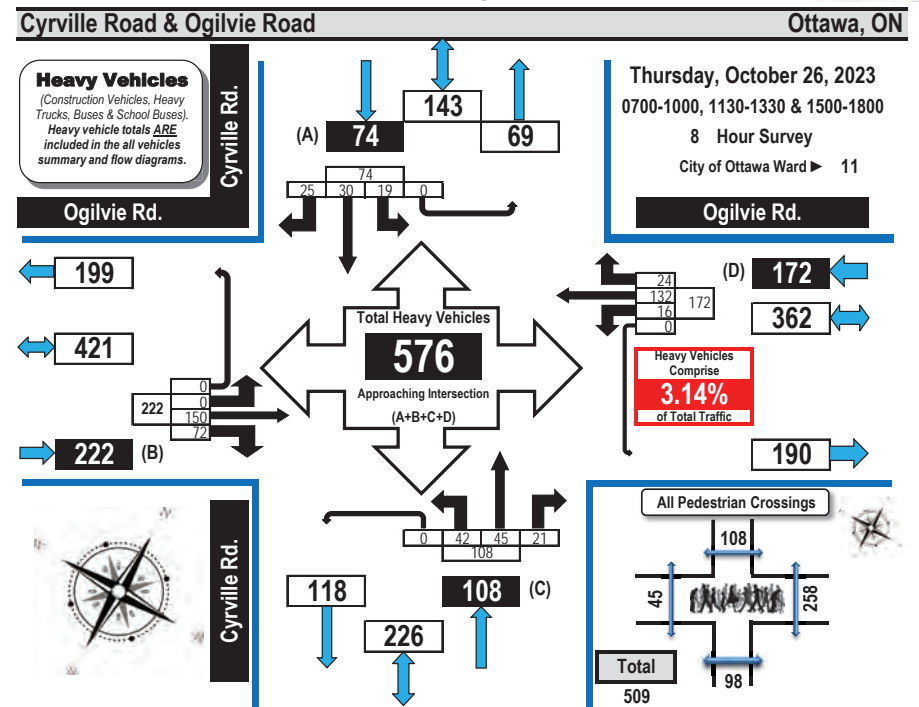 Cyrville Road & Ogilvie Road
Ottawa, ON
Heavy Vehicles
(Construction Vehicles, Heavy
Trucks, Buses & School Buses).
Heavy vehicle totals ARE
included in the all vehicles
summary and flow diagrams.
Cyrville Rd.
Ogilvie Rd.
143
(A) 74
69
74
25 30 19 0
Thursday, October 26, 2023
0700-1000, 1130-1330 & 1500-1800
8 Hour Survey
City of Ottawa Ward ► 11
Ogilvie Rd.
199
421
0
0
222
150
72
222 (B)
Total Heavy Vehicles
576
Approaching Intersection
(A+B+C+D)
24
132
16
0
172
(D) 172
362
Heavy Vehicles
Comprise
3.14%
of Total Traffic
190
Cyrville Rd.
0 42 45 21
108
118
108 (C)
226
All Pedestrian Crossings
108
45
258
98
Total
509